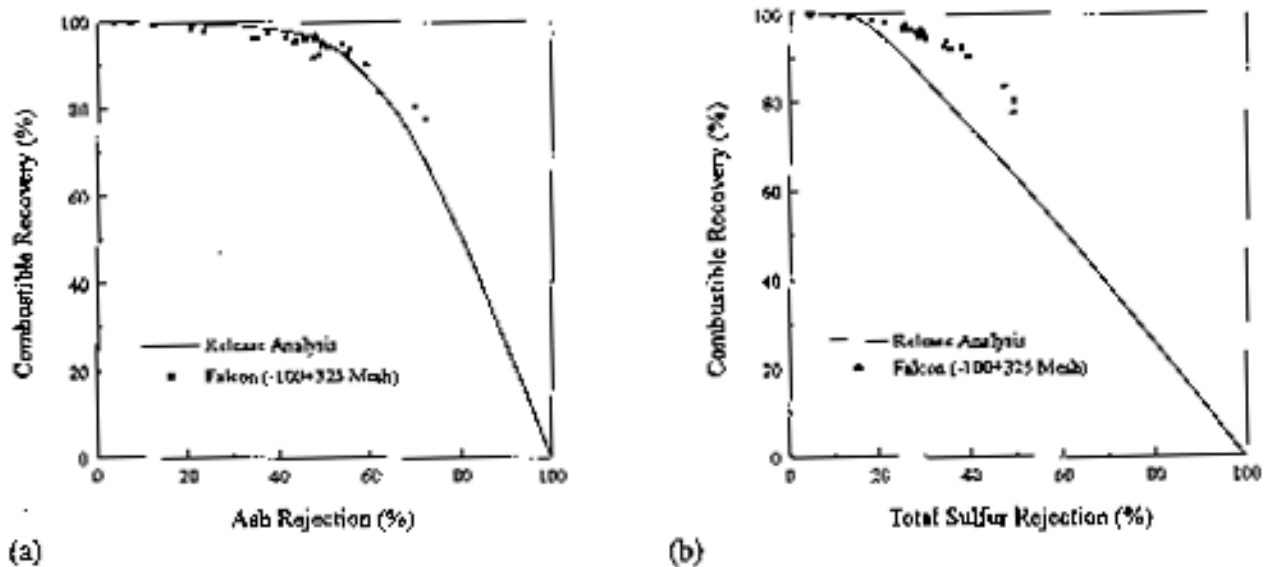 Combustible Recovery (%)
100
80
60
40
20
0
Release Analysis
Falcon (-100+325 Mesh)
0 20 40 60 80 100
Ash Rejection (%)
(a)
Combustible Recovery (%)
100
80
60
40
20
0
Release Analysis
Falcon (-100+325 Mesh)
0 20 40 60 80 100
Total Sulfur Rejection (%)
(b)